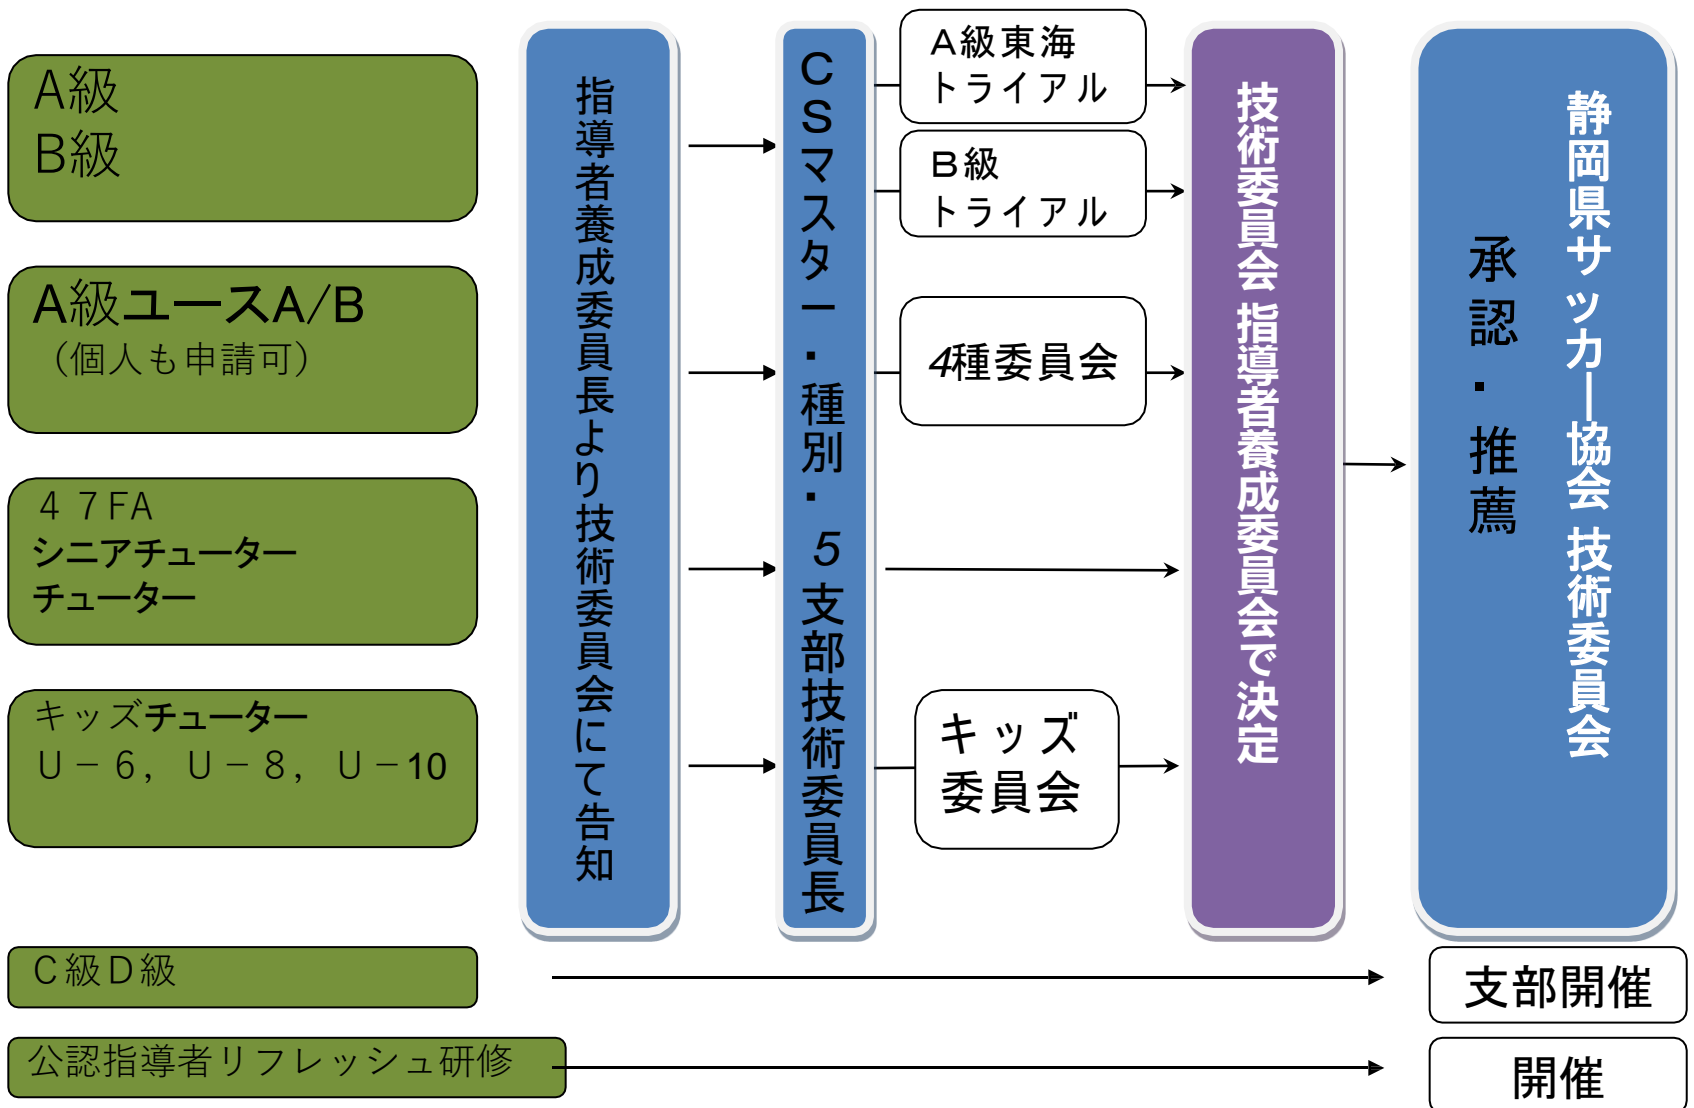 A級
B級
A級ユースA/B
（個人も申請可）
４７FA
シニアチューター
チューター
キッズチューター
U－6，U－8，U－10
C級D級
公認指導者リフレッシュ研修
指導者養成委員長より技術委員会にて告知
CSマスター・種別・5支部技術委員長
A級東海
トライアル
B級
トライアル
4種委員会
キッズ
委員会
技術委員会 指導者養成委員会で決定
静岡県サッカー協会 技術委員会
承認・推薦
支部開催
開催